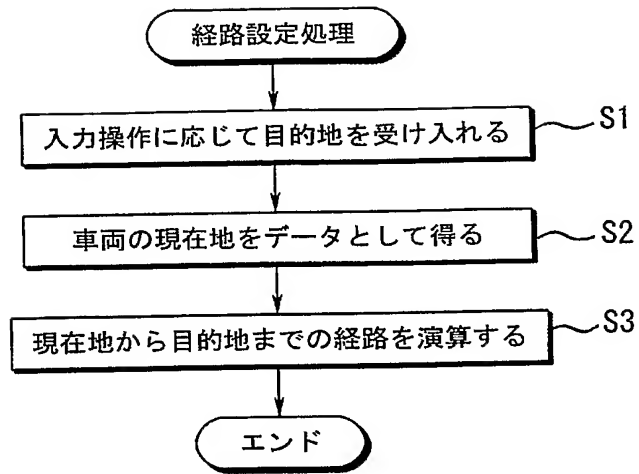 経路設定処理
入力操作に応じて目的地を受け入れる
S1
車両の現在地をデータとして得る
S2
現在地から目的地までの経路を演算する
S3
エンド